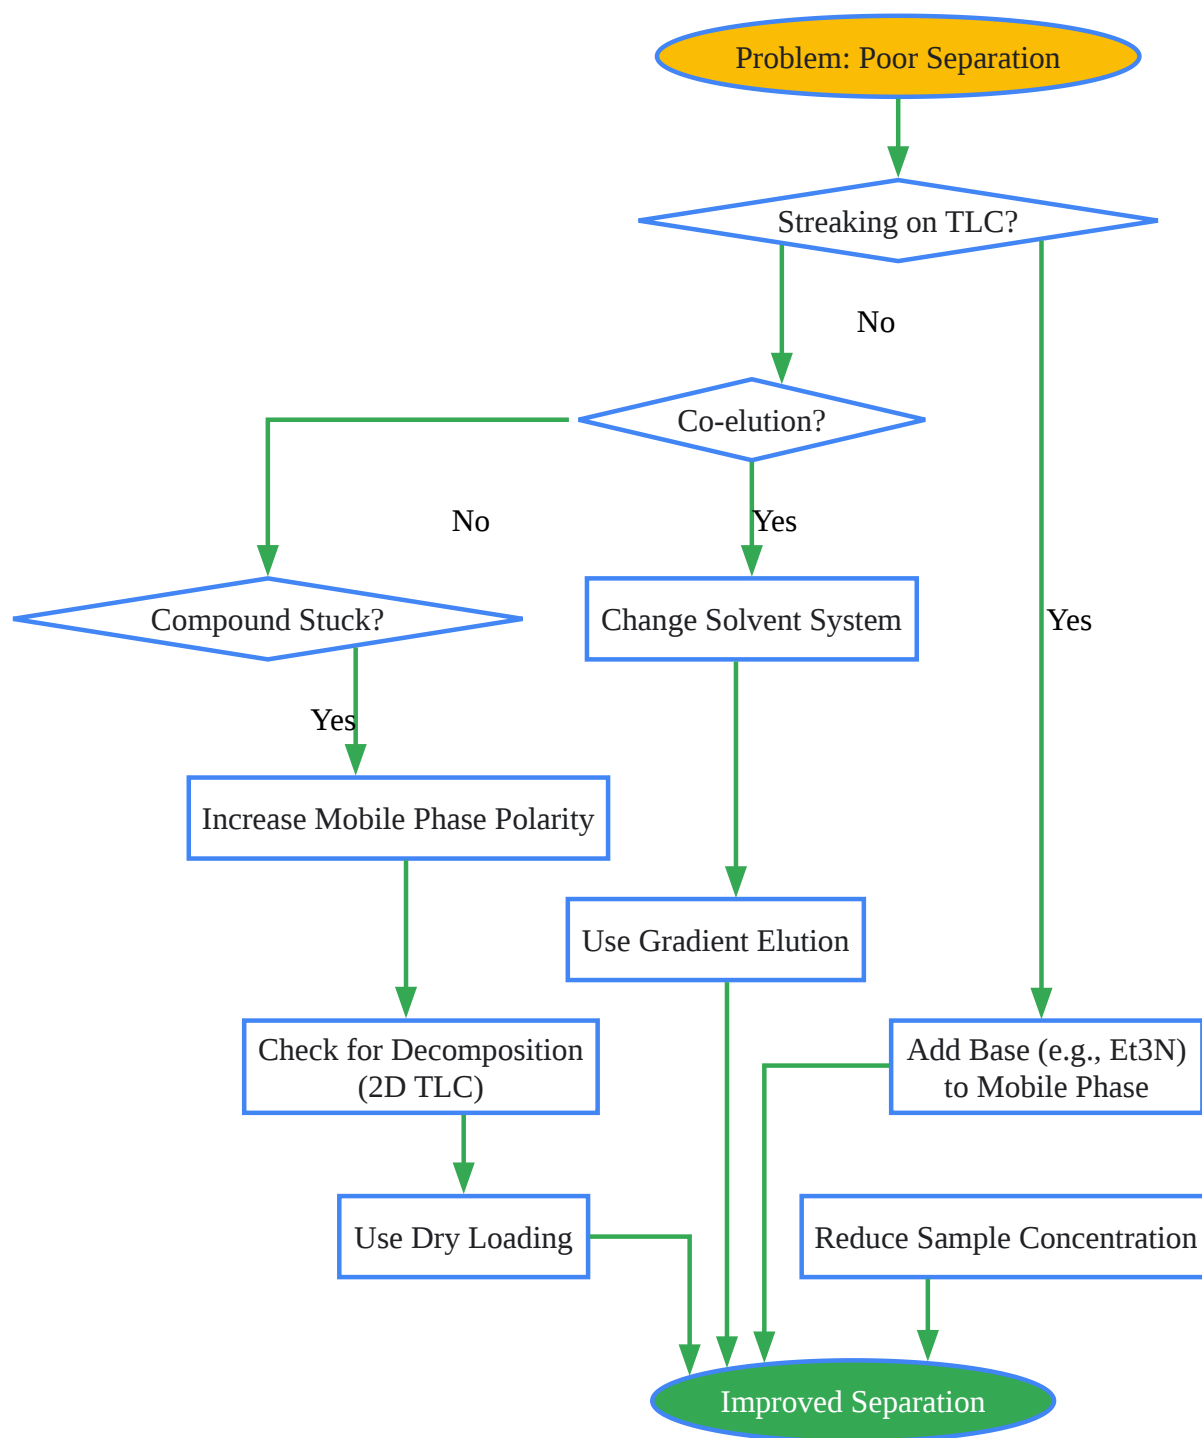 Problem: Poor Separation
Streaking on TLC?
No
Co-elution?
No
Yes
Compound Stuck?
Change Solvent System
Yes
Yes
Increase Mobile Phase Polarity
Use Gradient Elution
Check for Decomposition
(2D TLC)
Add Base (e.g., Et3N)
to Mobile Phase
Use Dry Loading
Reduce Sample Concentration
Improved Separation